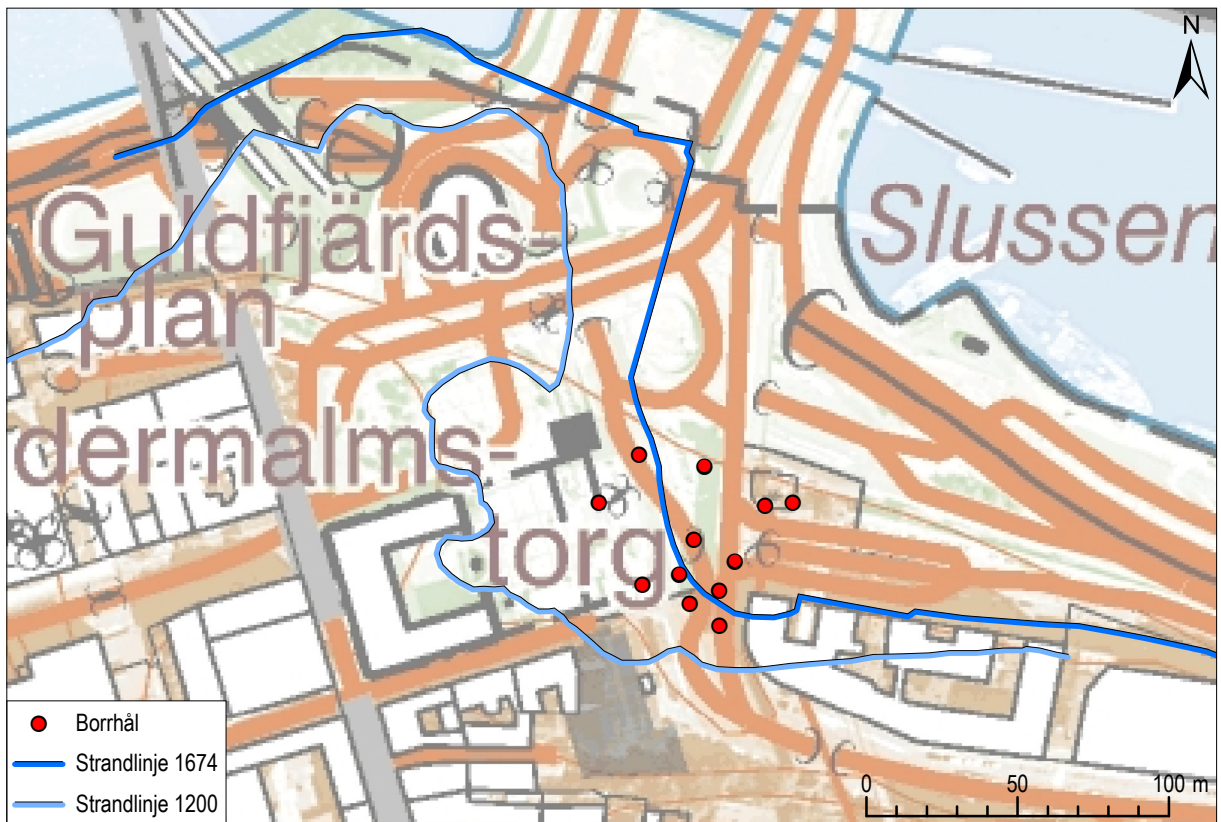 N
Guldfjärds-
plan
Slussen
dermalms-
torg
Borrhål
Strandlinje 1674
Strandlinje 1200
0 50 100 m